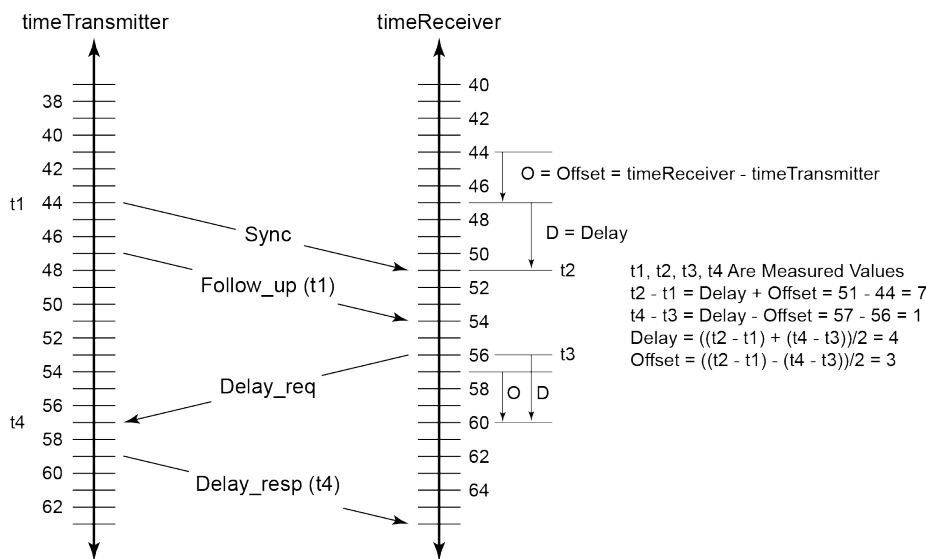 timeTransmitter
timeReceiver
38
40
42
t1 44
46
48
50
54
56
t4
58
60
62
40
42
44
46
48
50
52
54
56
58
60
62
64
O = Offset = timeReceiver - timeTransmitter
D = Delay
t2
t3
O D
Sync
Follow_up (t1)
Delay_req
Delay_resp (t4)
t1, t2, t3, t4 Are Measured Values
t2 - t1 = Delay + Offset = 51 - 44 = 7
t4 - t3 = Delay - Offset = 57 - 56 = 1
Delay = ((t2 - t1) + (t4 - t3))/2 = 4
Offset = ((t2 - t1) - (t4 - t3))/2 = 3